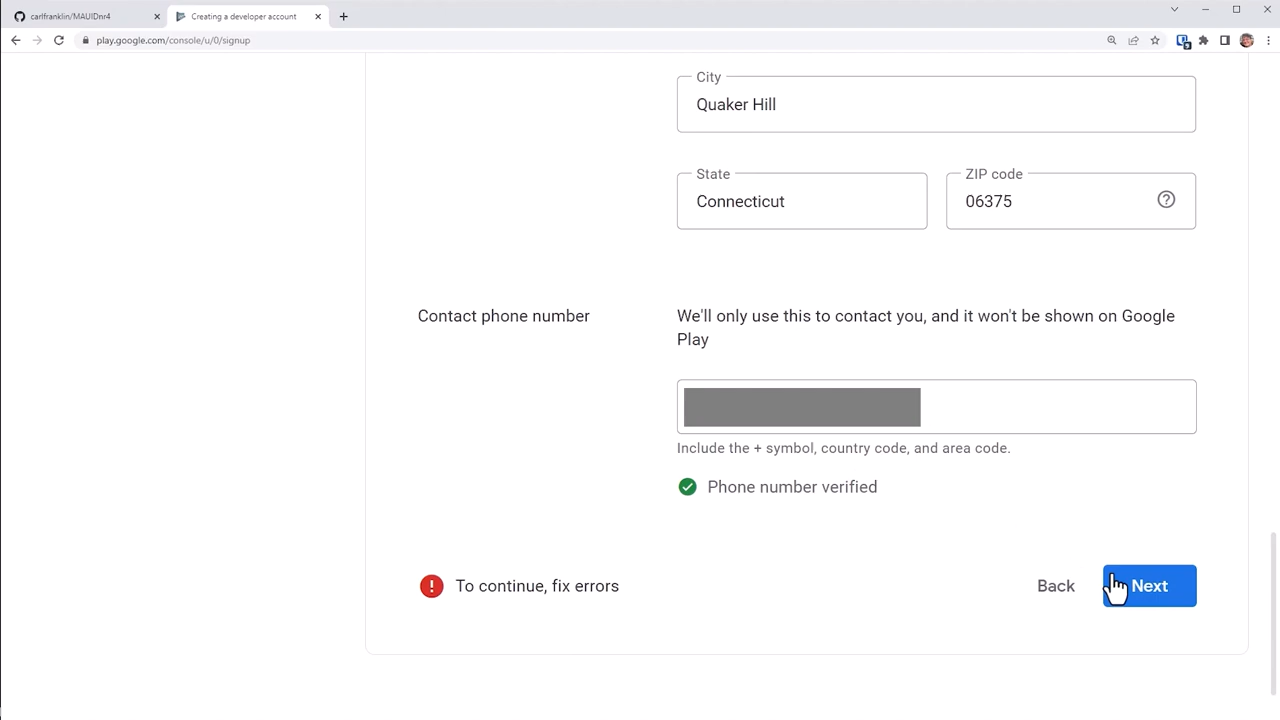 carlfranklin/MAUIDnr4
Creating a developer account
play.google.com/console/u/0/signup
City
Quaker Hill
State
Connecticut
ZIP code
06375
Contact phone number
We'll only use this to contact you, and it won't be shown on Google
Play
Include the + symbol, country code, and area code.
Phone number verified
To continue, fix errors
Back
Next